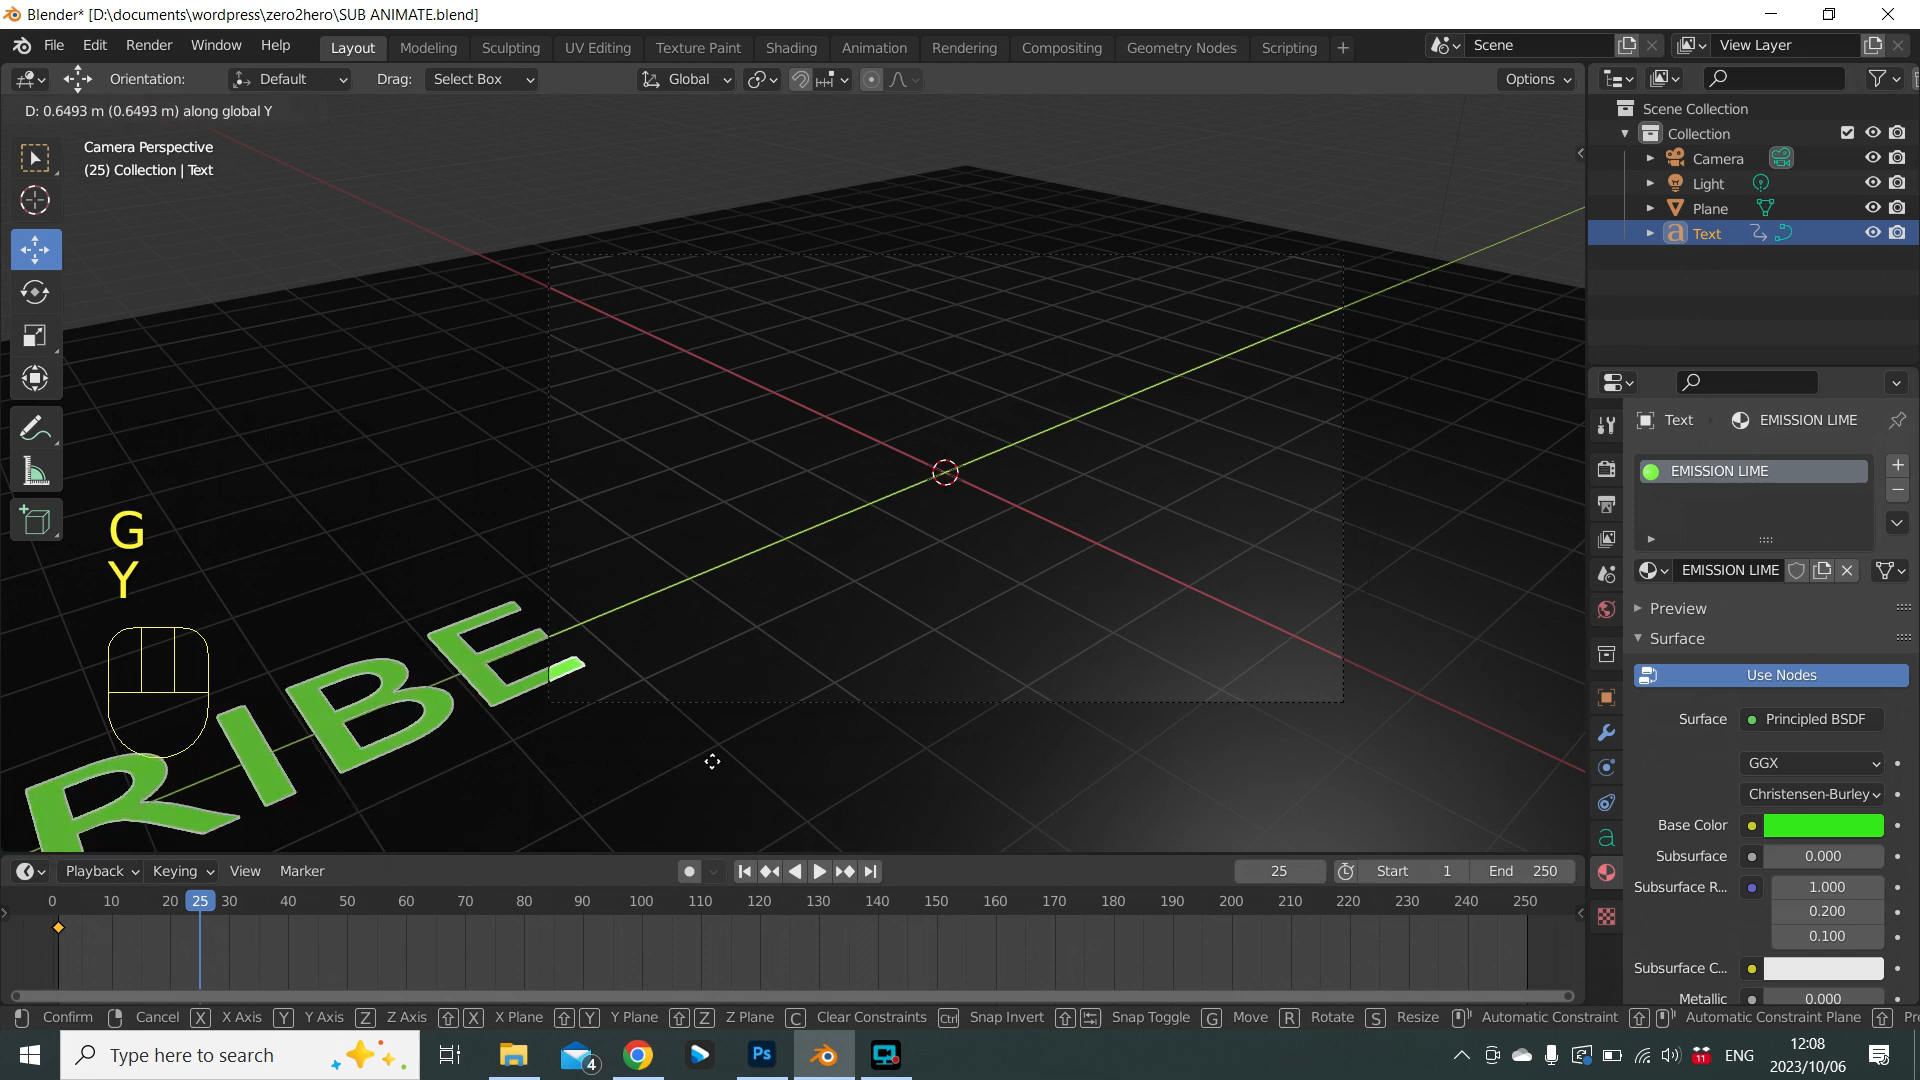 Blender* [D:\documents\wordpress\zero2hero\SUB ANIMATE.blend]
File Edit Render Window Help Layout Modeling Sculpting UV Editing Texture Paint Shading Animation Rendering Compositing Geometry Nodes Scripting + Scene View Layer
Orientation: Default Drag: Select Box Global Options
D: 0.6493 m (0.6493 m) along global Y
Camera Perspective
(25) Collection | Text
Scene Collection
Collection
Camera
Light
Plane
a Text
Text EMISSION LIME
EMISSION LIME
G
Y
EMISSION LIME
Preview
Surface
Use Nodes
Surface Principled BSDF
GGX
Christensen-Burley
Base Color
Subsurface 0.000
Subsurface R... 1.000
0.200
0.100
Subsurface C...
Metallic 0.000
RIBE
Playback Keying View Marker 25 Start 1 End 250
0 10 20 25 30 40 50 60 70 80 90 100 110 120 130 140 150 160 170 180 190 200 210 220 230 240 250
Confirm Cancel X X Axis Y Y Axis Z Z Axis X X Plane Y Y Plane Z Z Plane C Clear Constraints Ctrl Snap Invert Snap Toggle G Move R Rotate S Resize Automatic Constraint Automatic Constraint Plane
Type here to search 4 Ps 11 ENG 12:08
2023/10/06